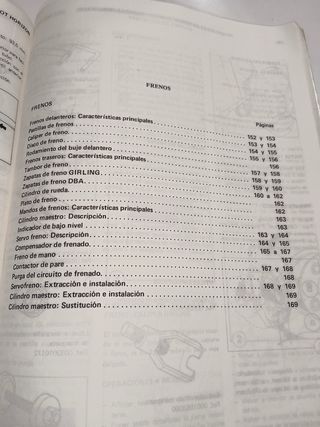 OT HORIZON
FRENOS
FRENOS
Páginas
Frenos delanteros: Características principales 152 y 153
Pastillas de freno 153 y 154
Caliper de freno 154 y 155
Disco de freno 155 y 156
Rodamiento del buje delantero
Frenos traseros: Características principales 157 y 158
Tambor de freno 158 y 159
Zapatas de freno GIRLING 159 y 160
Zapatas de freno DBA 160 a 162
Cilindro de rueda 162
Plato de freno 162
Mandos de frenos: Características principales 163
Cilindro maestro: Descripción 163
Indicador de bajo nivel 163 y 164
Servo freno: Descripción 164 y 165
Compensador de frenado 165 a 167
Freno de mano 167
Contactor de pare 167 y 168
Purga del circuito de frenado 168
Servofreno: Extracción e instalación 168 y 169
Cilindro maestro: Extracción e instalación 169
Cilindro maestro: Sustitución 169